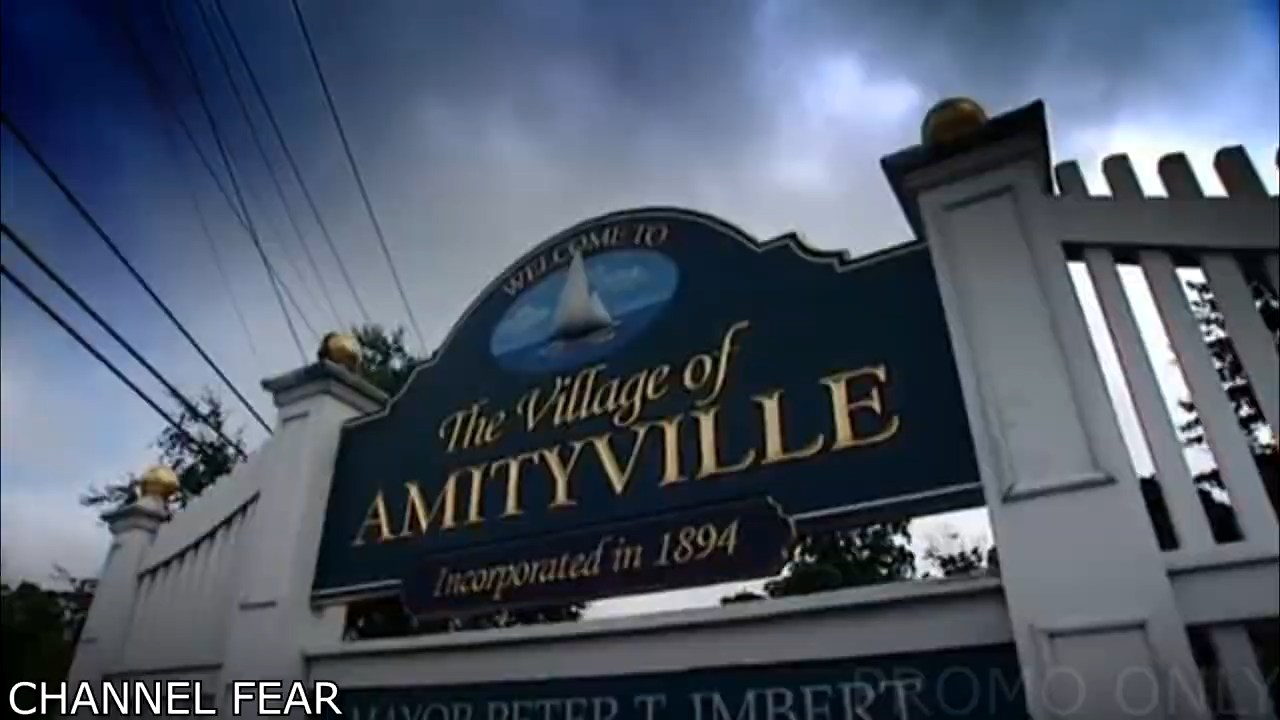 WELCOME TO
The Village of
AMITYVILLE
Incorporated in 1894
MAYOR PETER T. IMBERT
PROMO ONLY
CHANNEL FEAR